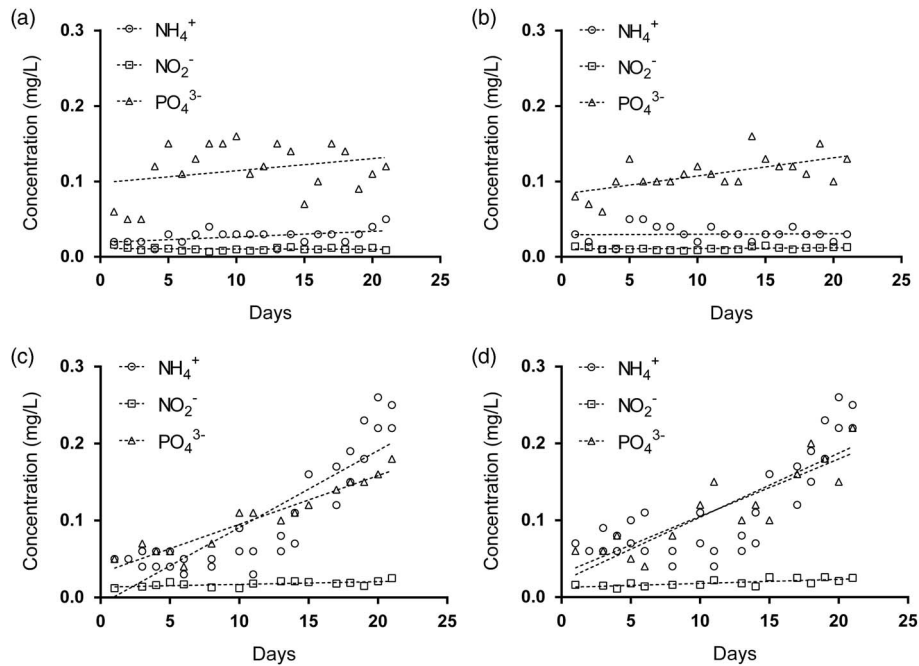 (a)
Concentration (mg/L)
0.3
0.2
0.1
0.0
NH₄⁺
NO₂⁻
PO₄³⁻
0 5 10 15 20 25
Days
(b)
Concentration (mg/L)
0.3
0.2
0.1
0.0
NH₄⁺
NO₂⁻
PO₄³⁻
0 5 10 15 20 25
Days
(c)
Concentration (mg/L)
0.3
0.2
0.1
0.0
NH₄⁺
NO₂⁻
PO₄³⁻
0 5 10 15 20 25
Days
(d)
Concentration (mg/L)
0.3
0.2
0.1
0.0
NH₄⁺
NO₂⁻
PO₄³⁻
0 5 10 15 20 25
Days